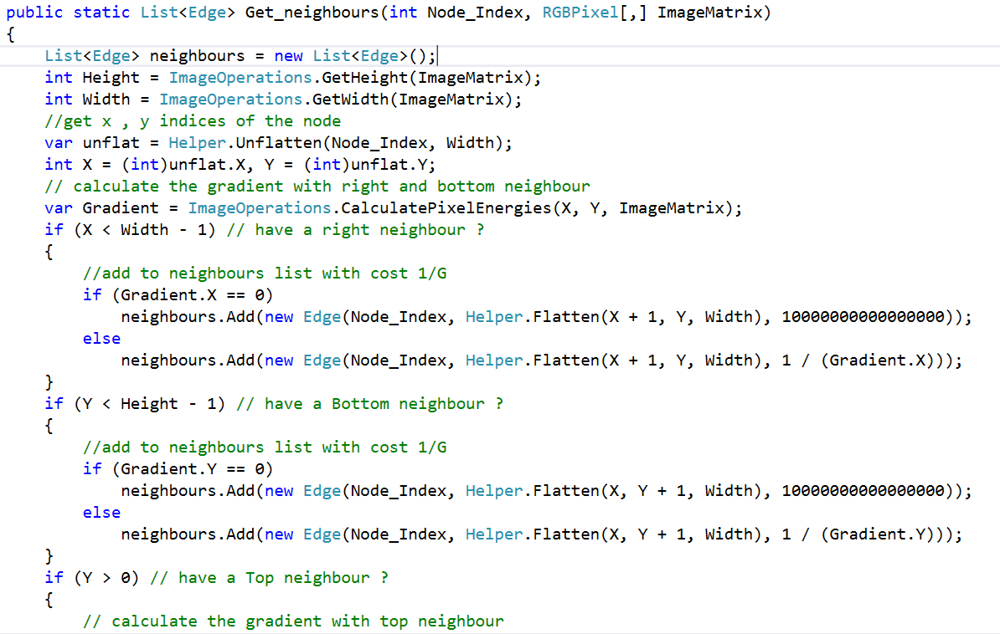 public static List<Edge> Get_neighbours(int Node_Index, RGBPixel[,] ImageMatrix)
{
List<Edge> neighbours = new List<Edge>();
int Height = ImageOperations.GetHeight(ImageMatrix);
int Width = ImageOperations.GetWidth(ImageMatrix);
//get x , y indices of the node
var unflat = Helper.Unflatten(Node_Index, Width);
int X = (int)unflat.X, Y = (int)unflat.Y;
// calculate the gradient with right and bottom neighbour
var Gradient = ImageOperations.CalculatePixelEnergies(X, Y, ImageMatrix);
if (X < Width - 1) // have a right neighbour ?
{
//add to neighbours list with cost 1/G
if (Gradient.X == 0)
neighbours.Add(new Edge(Node_Index, Helper.Flatten(X + 1, Y, Width), 10000000000000000));
else
neighbours.Add(new Edge(Node_Index, Helper.Flatten(X + 1, Y, Width), 1 / (Gradient.X)));
}
if (Y < Height - 1) // have a Bottom neighbour ?
{
//add to neighbours list with cost 1/G
if (Gradient.Y == 0)
neighbours.Add(new Edge(Node_Index, Helper.Flatten(X, Y + 1, Width), 10000000000000000));
else
neighbours.Add(new Edge(Node_Index, Helper.Flatten(X, Y + 1, Width), 1 / (Gradient.Y)));
}
if (Y > 0) // have a Top neighbour ?
{
// calculate the gradient with top neighbour